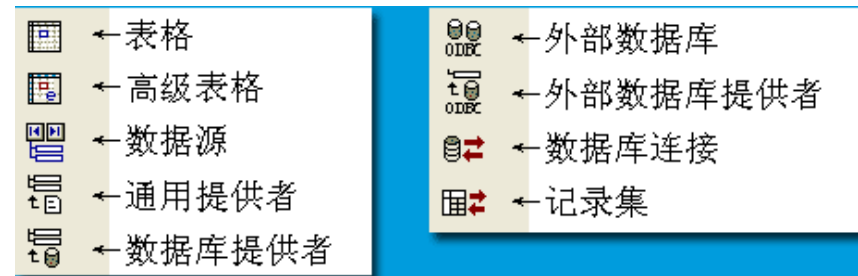 表格
高级表格
数据源
通用提供者
数据库提供者
ODBC 外部数据库
ODBC 外部数据库提供者
数据库连接
记录集